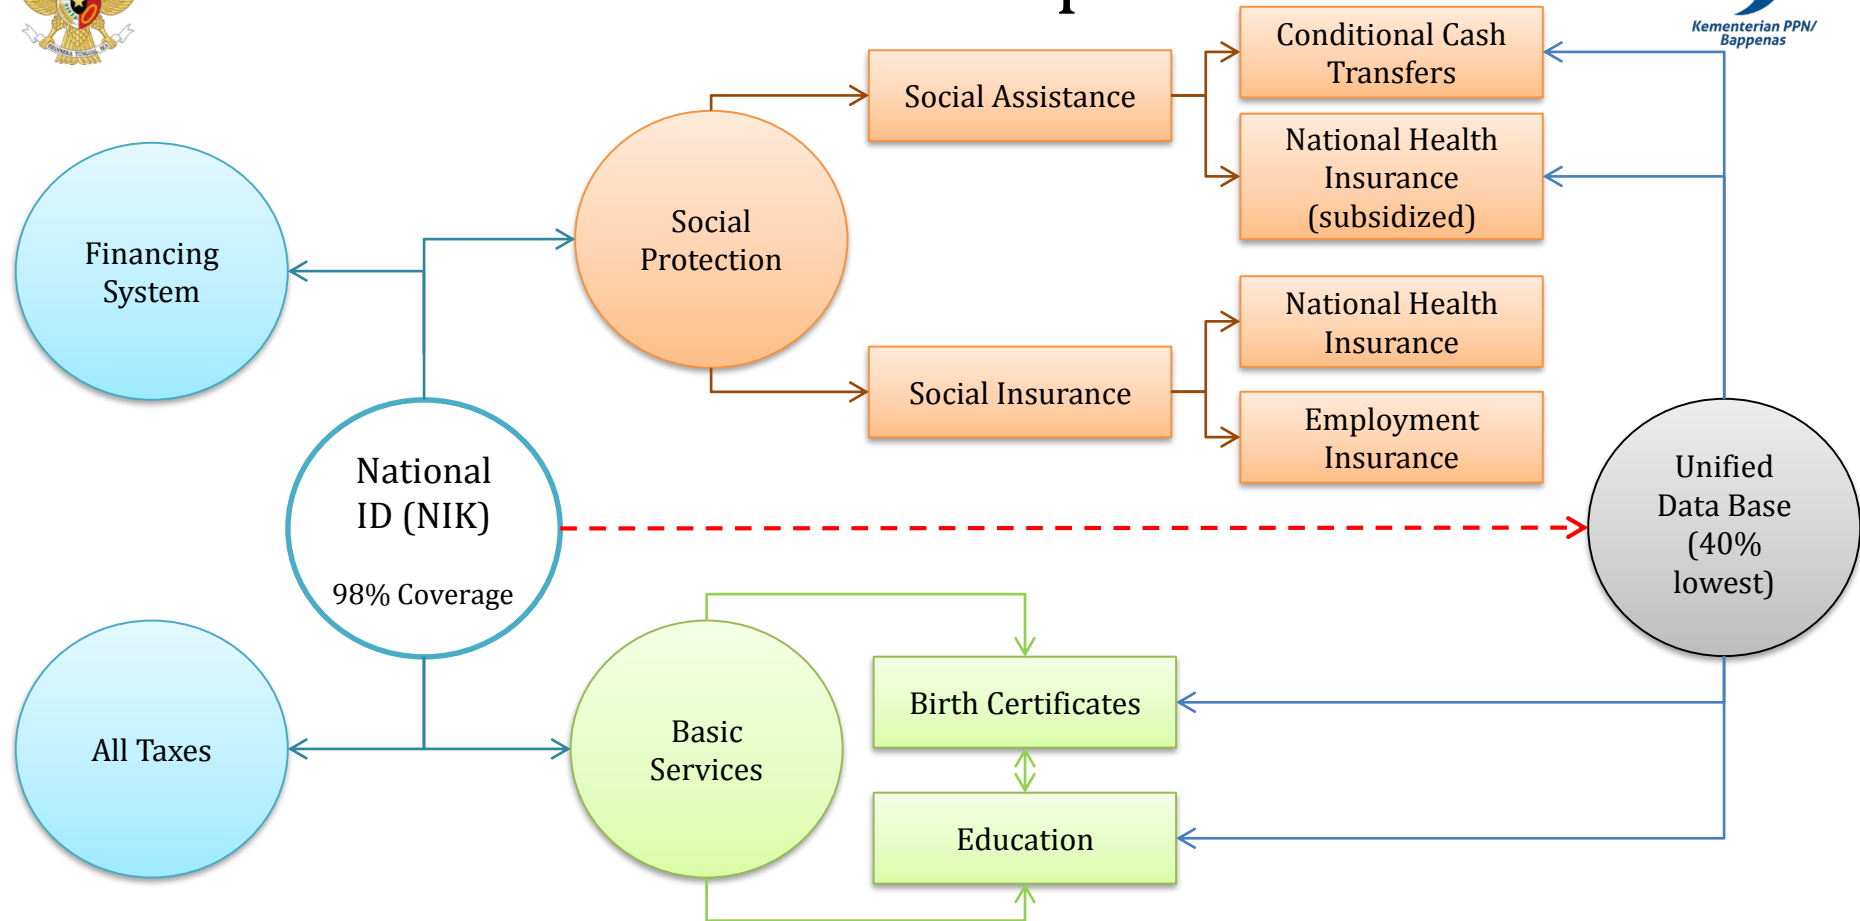 Kementerian PPN/
Bappenas
Conditional Cash
Transfers
Social Assistance
National Health
Insurance
(subsidized)
Social
Protection
Financing
System
National Health
Insurance
Social Insurance
Employment
Insurance
National
ID (NIK)
98% Coverage
Unified
Data Base
(40%
lowest)
Birth Certificates
All Taxes
Basic
Services
Education